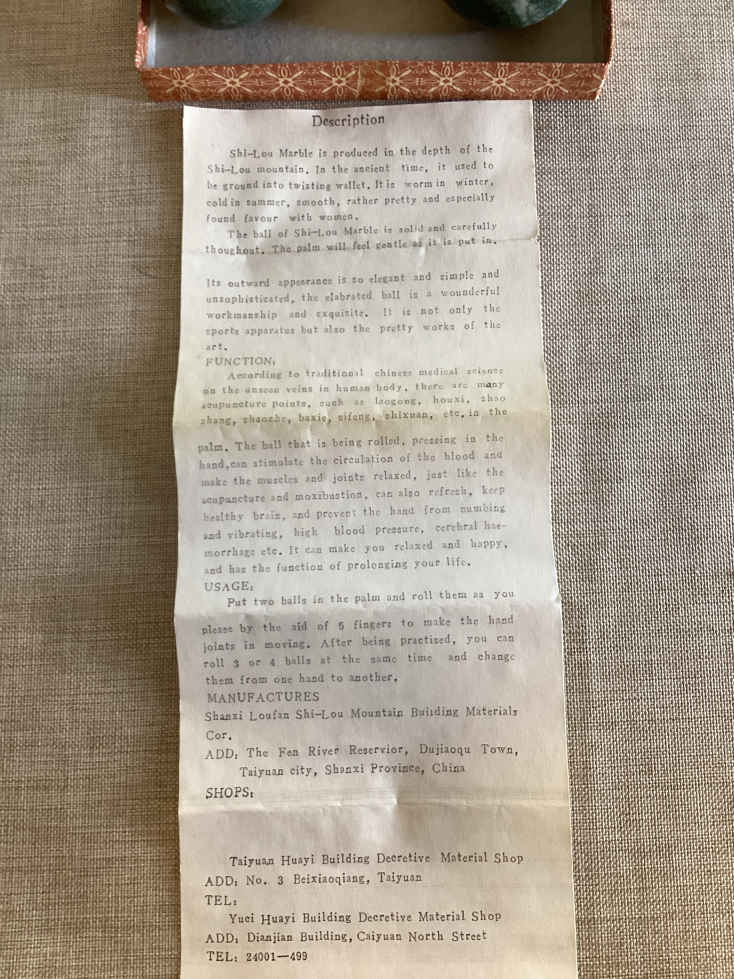 Description
Shi-Lou Marble is produced in the depth of the
Shi-Lou mountain. In the ancient time, it used to
be ground into twisting wallet. It is worm in winter,
cold in summer, smooth, rather pretty and especially
found favour with women.
The ball of Shi-Lou Marble is solid and carefully
thoughout. The palm will feel gentle as it is put in.
Its outward appearance is so elegant and simple and
unsophisticated, the elabrated ball is a wounderful
workmanship and exquisite. It is not only the
sports apparatus but also the pretty works of the
art.
FUNCTION:
According to traditional chinese medical science
on the unseen veins in human body, there are many
acupuncture points, such as laogong, houxi, shao
shang, shaoshe, baxie, sifeng, shixuan, etc. in the
palm. The ball that is being rolled, pressing in the
hand, can stimulate the circulation of the blood and
make the muscles and joints relaxed, just like the
acupuncture and moxibustion, can also refresh, keep
healthy brain, and prevent the hand from numbing
and vibrating, high blood pressure, cerebral hae-
morrhage etc. It can make you relaxed and happy,
and has the function of prolonging your life.
USAGE:
Put two balls in the palm and roll them as you
please by the aid of 5 fingers to make the hand
joints in moving. After being practised, you can
roll 3 or 4 balls at the same time and change
them from one hand to another.
MANUFACTURES
Shanxi Loufan Shi-Lou Mountain Building Materials
Cor.
ADD: The Fen River Reservior, Dujiaoqu Town,
Taiyuan city, Shanxi Province, China
SHOPS:
Taiyuan Huayi Building Decretive Material Shop
ADD: No. 3 Beixiaoqiang, Taiyuan
TEL:
Yuci Huayi Building Decretive Material Shop
ADD: Dianjian Building, Caiyuan North Street
TEL: 24001—499